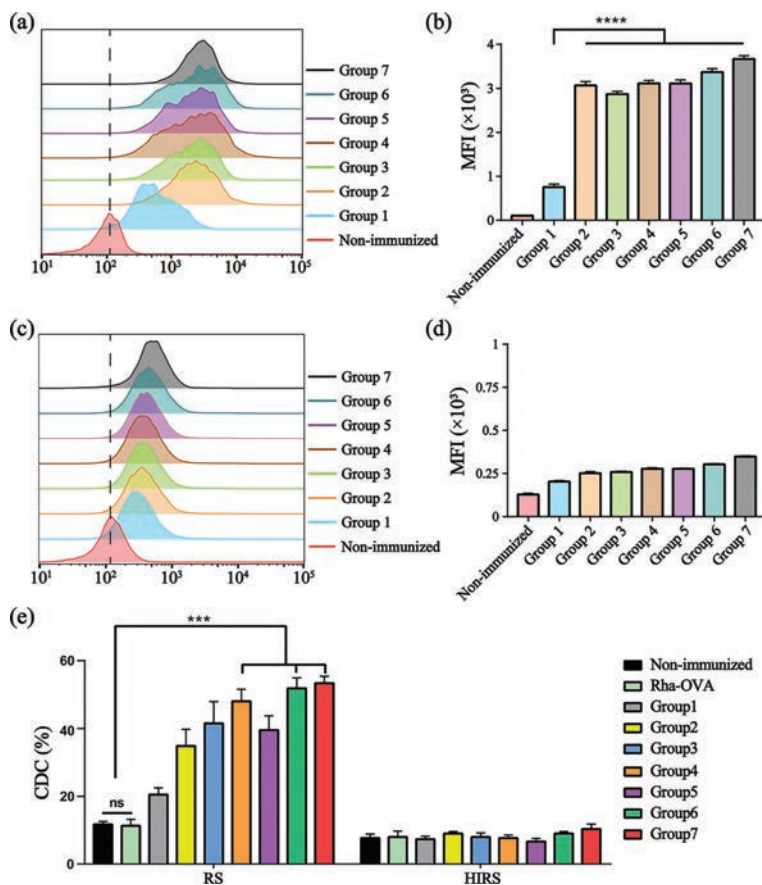 (a)
Group 7
Group 6
Group 5
Group 4
Group 3
Group 2
Group 1
Non-immunized
10¹ 10² 10³ 10⁴ 10⁵
(b)
****
MFI (×10³)
4
3
2
1
0
Non-immunized
Group 1
Group 2
Group 3
Group 4
Group 5
Group 6
Group 7
(c)
Group 7
Group 6
Group 5
Group 4
Group 3
Group 2
Group 1
Non-immunized
10¹ 10² 10³ 10⁴ 10⁵
(d)
MFI (×10³)
1
0.75
0.5
0.25
0
Non-immunized
Group 1
Group 2
Group 3
Group 4
Group 5
Group 6
Group 7
(e)
***
ns
CDC (%)
60
40
20
0
RS HIRS
Non-immunized
Rha-OVA
Group1
Group2
Group3
Group4
Group5
Group6
Group7